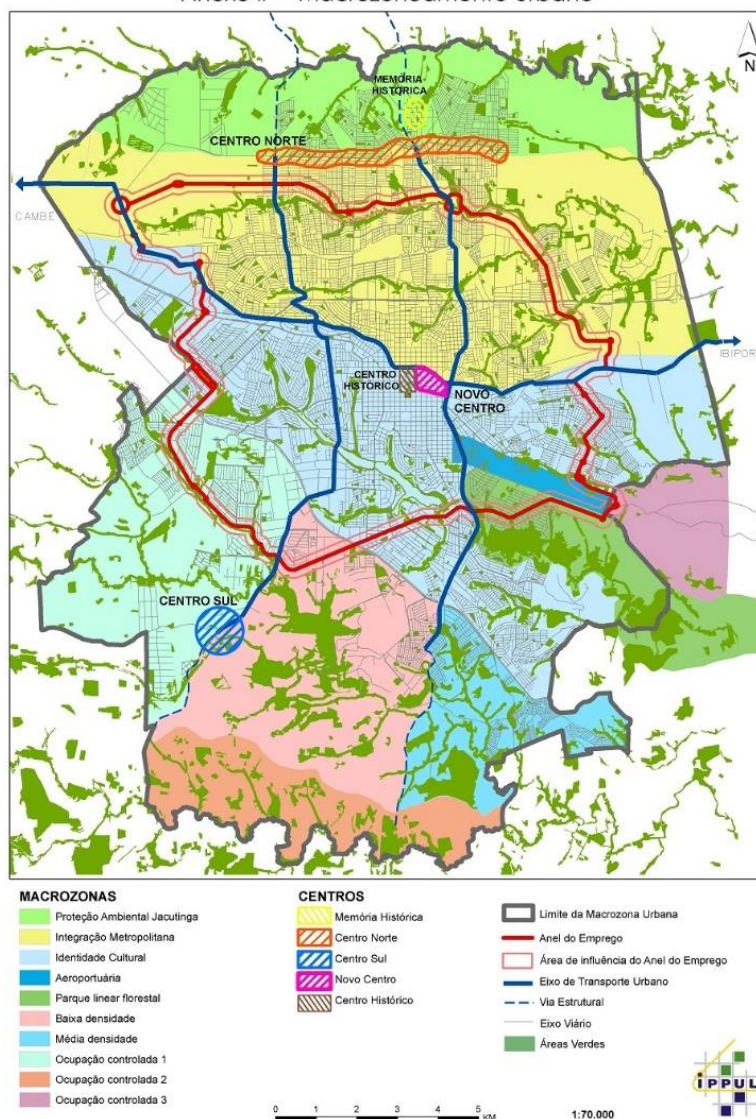 N
MEMÓRIA
HISTÓRICA
CENTRO NORTE
CAMBÉ
IBIPOR
CENTRO
HISTÓRICO
NOVO
CENTRO
CENTRO SUL
MACROZONAS
Proteção Ambiental Jacutinga
Integração Metropolitana
Identidade Cultural
Aeroportuária
Parque linear florestal
Baixa densidade
Média densidade
Ocupação controlada 1
Ocupação controlada 2
Ocupação controlada 3
CENTROS
Memória Histórica
Centro Norte
Centro Sul
Novo Centro
Centro Histórico
Limite da Macrozona Urbana
Anel do Emprego
Área de influência do Anel do Emprego
Eixo de Transporte Urbano
Via Estrutural
Eixo Viário
Áreas Verdes
0 1 2 3 4 5
KM
1:70.000
IPPUL